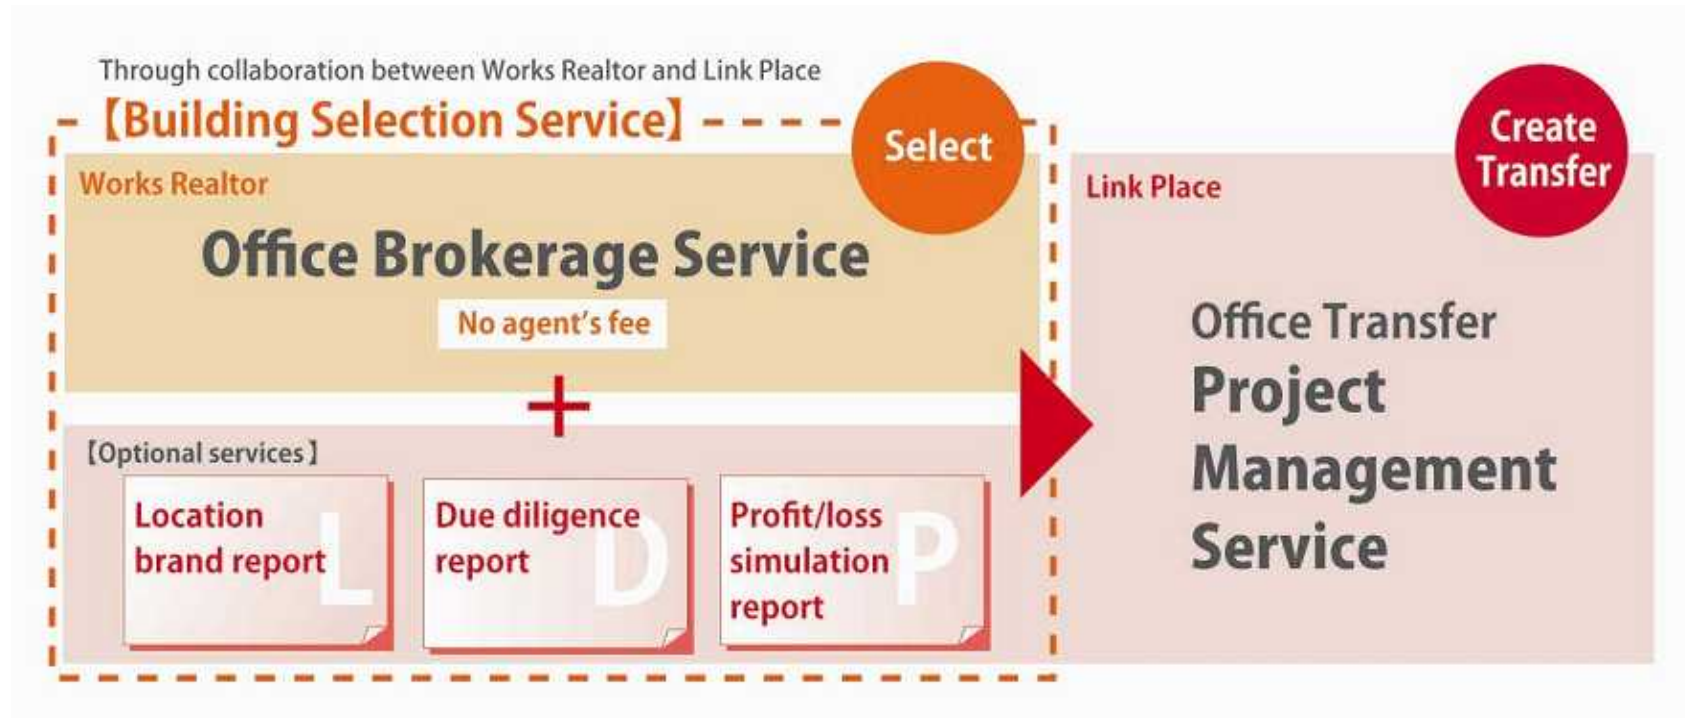 Through collaboration between Works Realtor and Link Place
【Building Selection Service】
Select
Works Realtor
Office Brokerage Service
No agent's fee
+
【Optional services】
Location
brand report
L
Due diligence
report
D
Profit/loss
simulation
report
P
Create
Transfer
Link Place
Office Transfer
Project
Management
Service